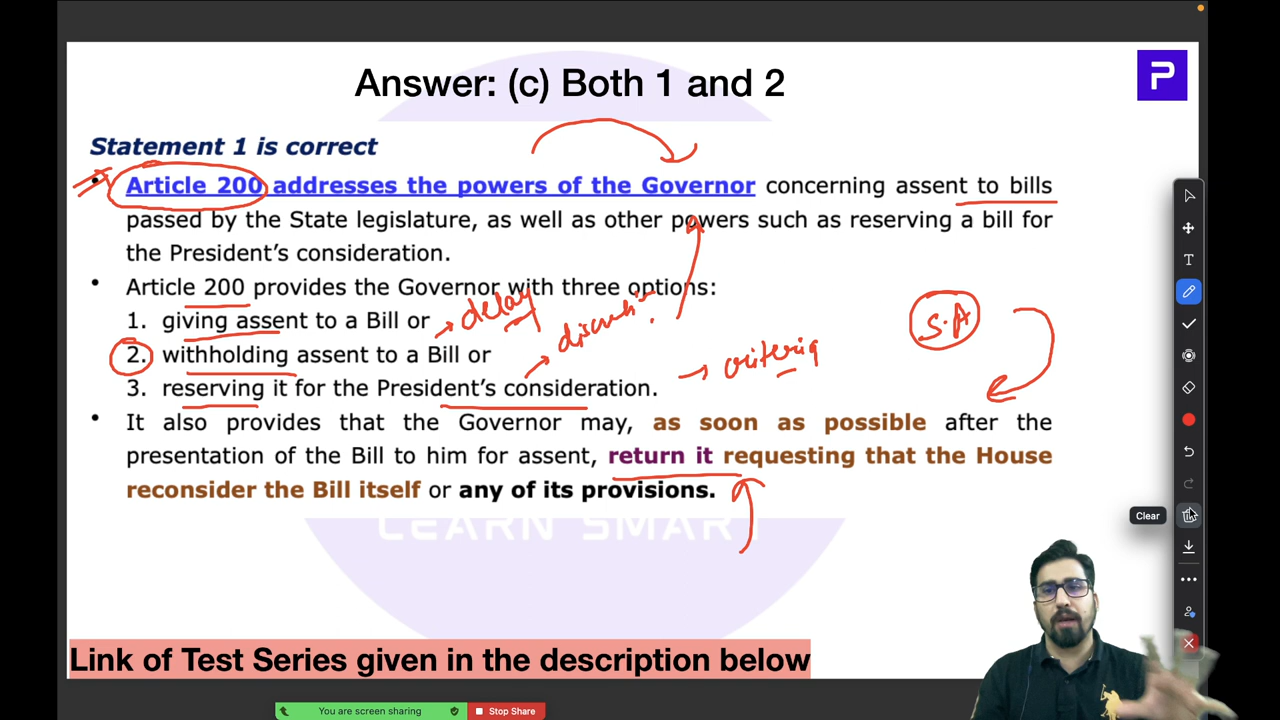 Answer: (c) Both 1 and 2
P
Statement 1 is correct
• Article 200 addresses the powers of the Governor concerning assent to bills
passed by the State legislature, as well as other powers such as reserving a bill for
the President's consideration.
• Article 200 provides the Governor with three options:
1. giving assent to a Bill or
delay
2. withholding assent to a Bill or
3. reserving it for the President's consideration.
criteria
S.A
• It also provides that the Governor may, as soon as possible after the
presentation of the Bill to him for assent, return it requesting that the House
reconsider the Bill itself or any of its provisions.
LEARN SMART
T
Clear
Link of Test Series given in the description below
You are screen sharing
Stop Share